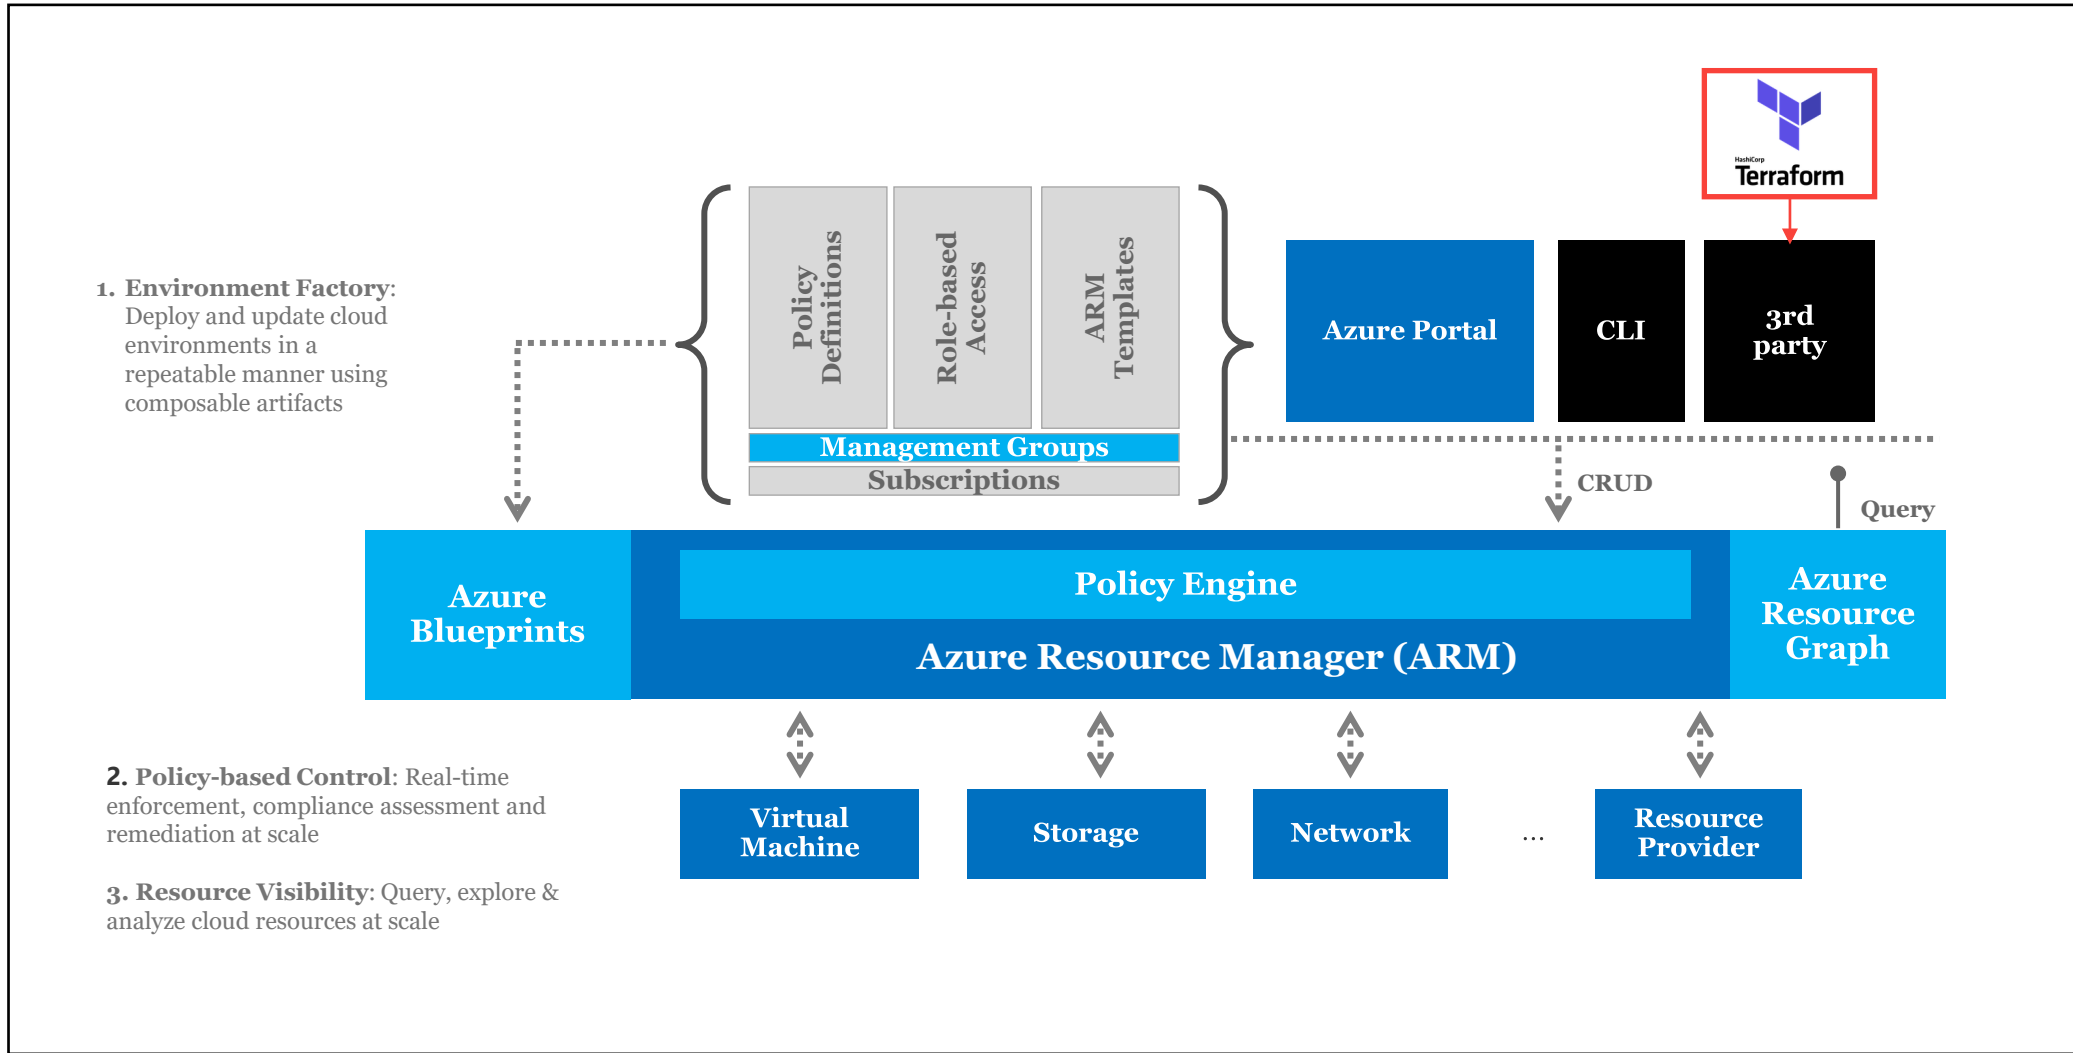 HashiCorp
Terraform
Policy
Definitions
Role-based
Access
ARM
Templates
Management Groups
Subscriptions
Azure Portal
CLI
3rd
party
1. Environment Factory:
Deploy and update cloud
environments in a
repeatable manner using
composable artifacts
CRUD
Query
Azure
Blueprints
Policy Engine
Azure Resource Manager (ARM)
Azure
Resource
Graph
2. Policy-based Control: Real-time
enforcement, compliance assessment and
remediation at scale
3. Resource Visibility: Query, explore &
analyze cloud resources at scale
Virtual
Machine
Storage
Network
...
Resource
Provider